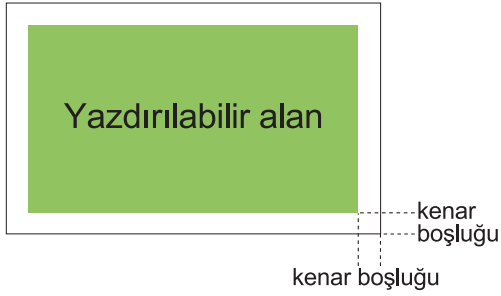 Yazdırılabilir alan
kenar
boşluğu
kenar boşluğu